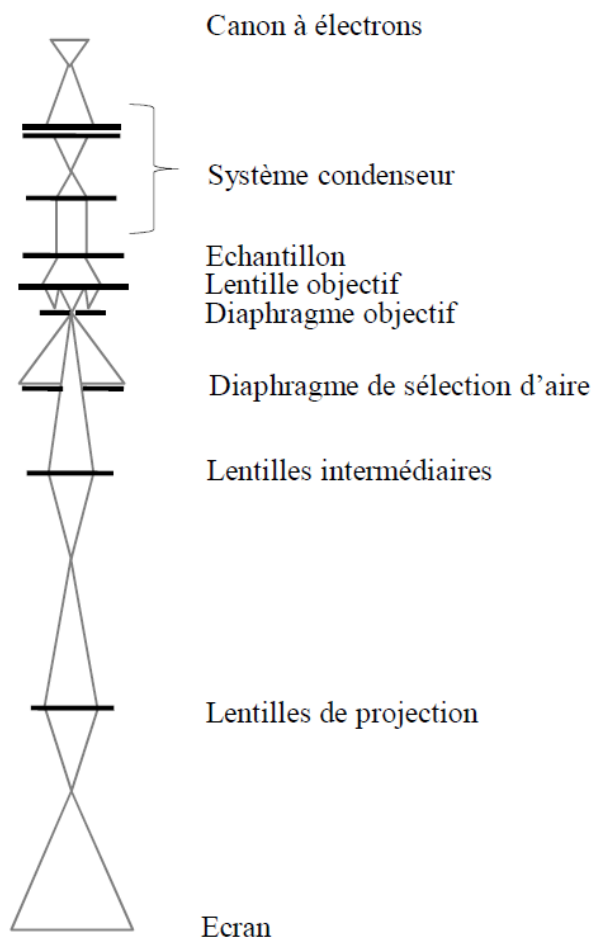 Canon à électrons
Système condenseur
Echantillon
Lentille objectif
Diaphragme objectif
Diaphragme de sélection d’aire
Lentilles intermédiaires
Lentilles de projection
Ecran